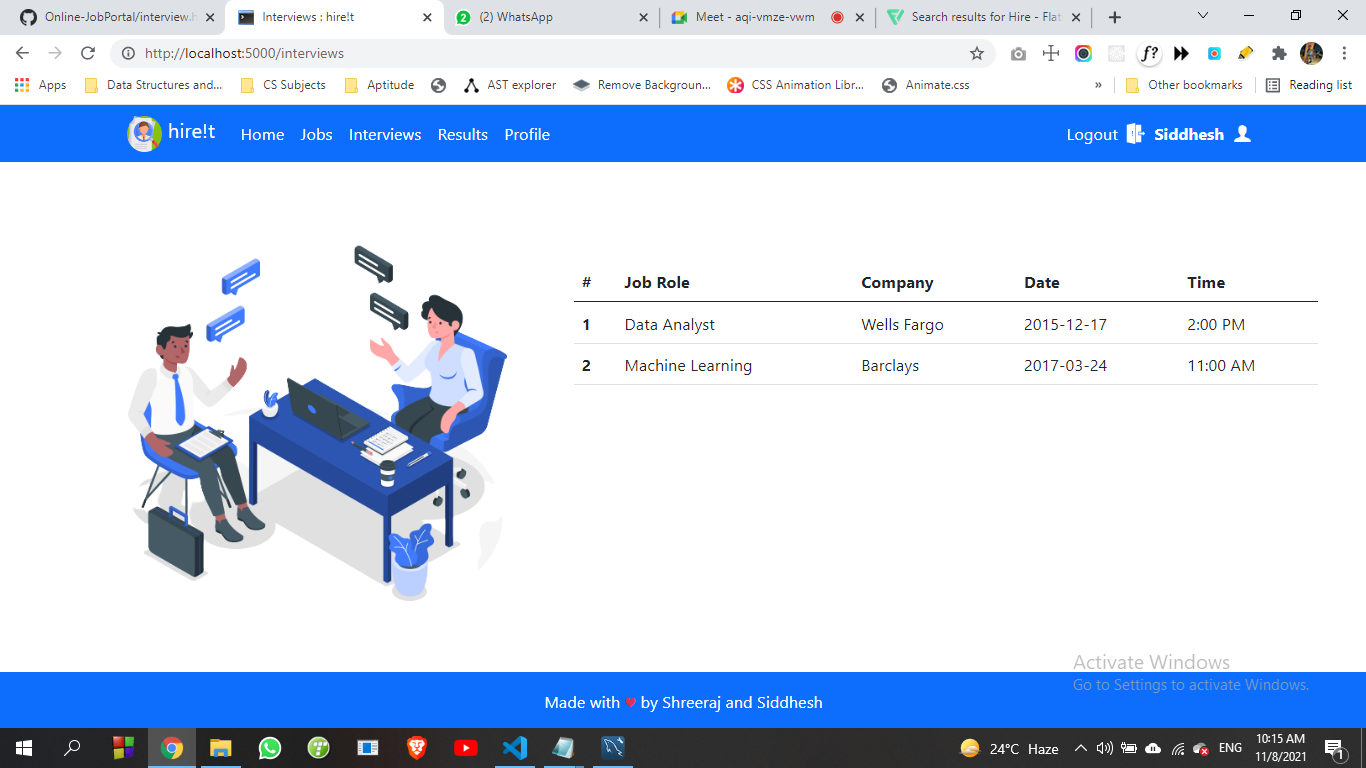 Online-JobPortal/interview.h
Interviews : hire!t
2
(2) WhatsApp
Meet - aqi-vmze-vwm
Search results for Hire - Flat
http://localhost:5000/interviews
f?
Apps
Data Structures and...
CS Subjects
Aptitude
AST explorer
Remove Backgroun...
CSS Animation Libr...
Animate.css
»
Other bookmarks
Reading list
hire!t
Home
Jobs
Interviews
Results
Profile
Logout
Siddhesh
# Job Role Company Date Time
1 Data Analyst Wells Fargo 2015-12-17 2:00 PM
2 Machine Learning Barclays 2017-03-24 11:00 AM
Activate Windows
Go to Settings to activate Windows.
Made with ♥ by Shreeraj and Siddhesh
24°C Haze
ENG
10:15 AM
11/8/2021
1